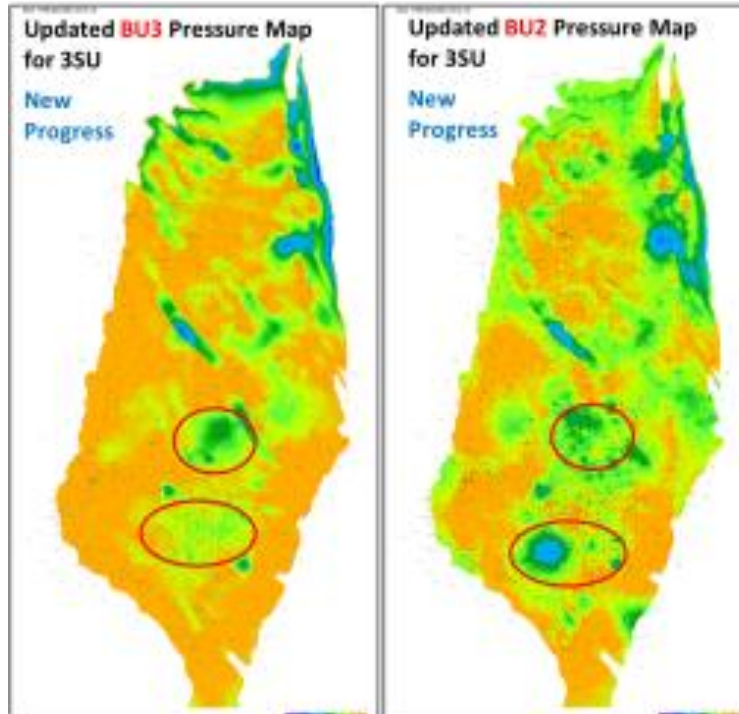 Updated BU3 Pressure Map
for 3SU
New
Progress
Updated BU2 Pressure Map
for 3SU
New
Progress